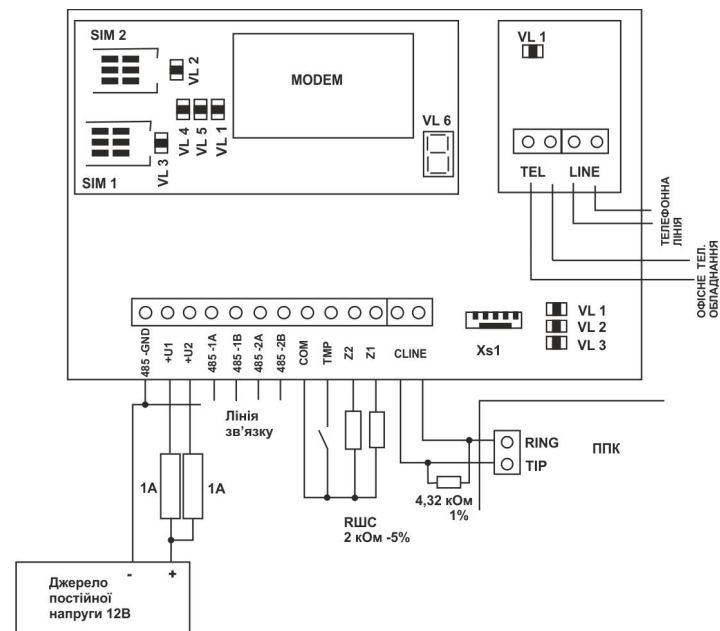 SIM 2
VL 2
MODEM
VL 1
VL 4
VL 5
VL 1
VL 6
VL 3
SIM 1
TEL
LINE
ТЕЛЕФОННА
ЛІНІЯ
ОФІСНЕ ТЕЛ.
ОБЛАДНАННЯ
485 -GND
+U1
+U2
485 -1A
485 -1B
485 -2A
485 -2B
COM
TMP
Z2
Z1
CLINE
Xs1
VL 1
VL 2
VL 3
Лінія
зв’язку
RING
TIP
ППК
1A
1A
4,32 кОм
1%
RШС
2 кОм -5%
-
+
Джерело
постійної
напруги 12В